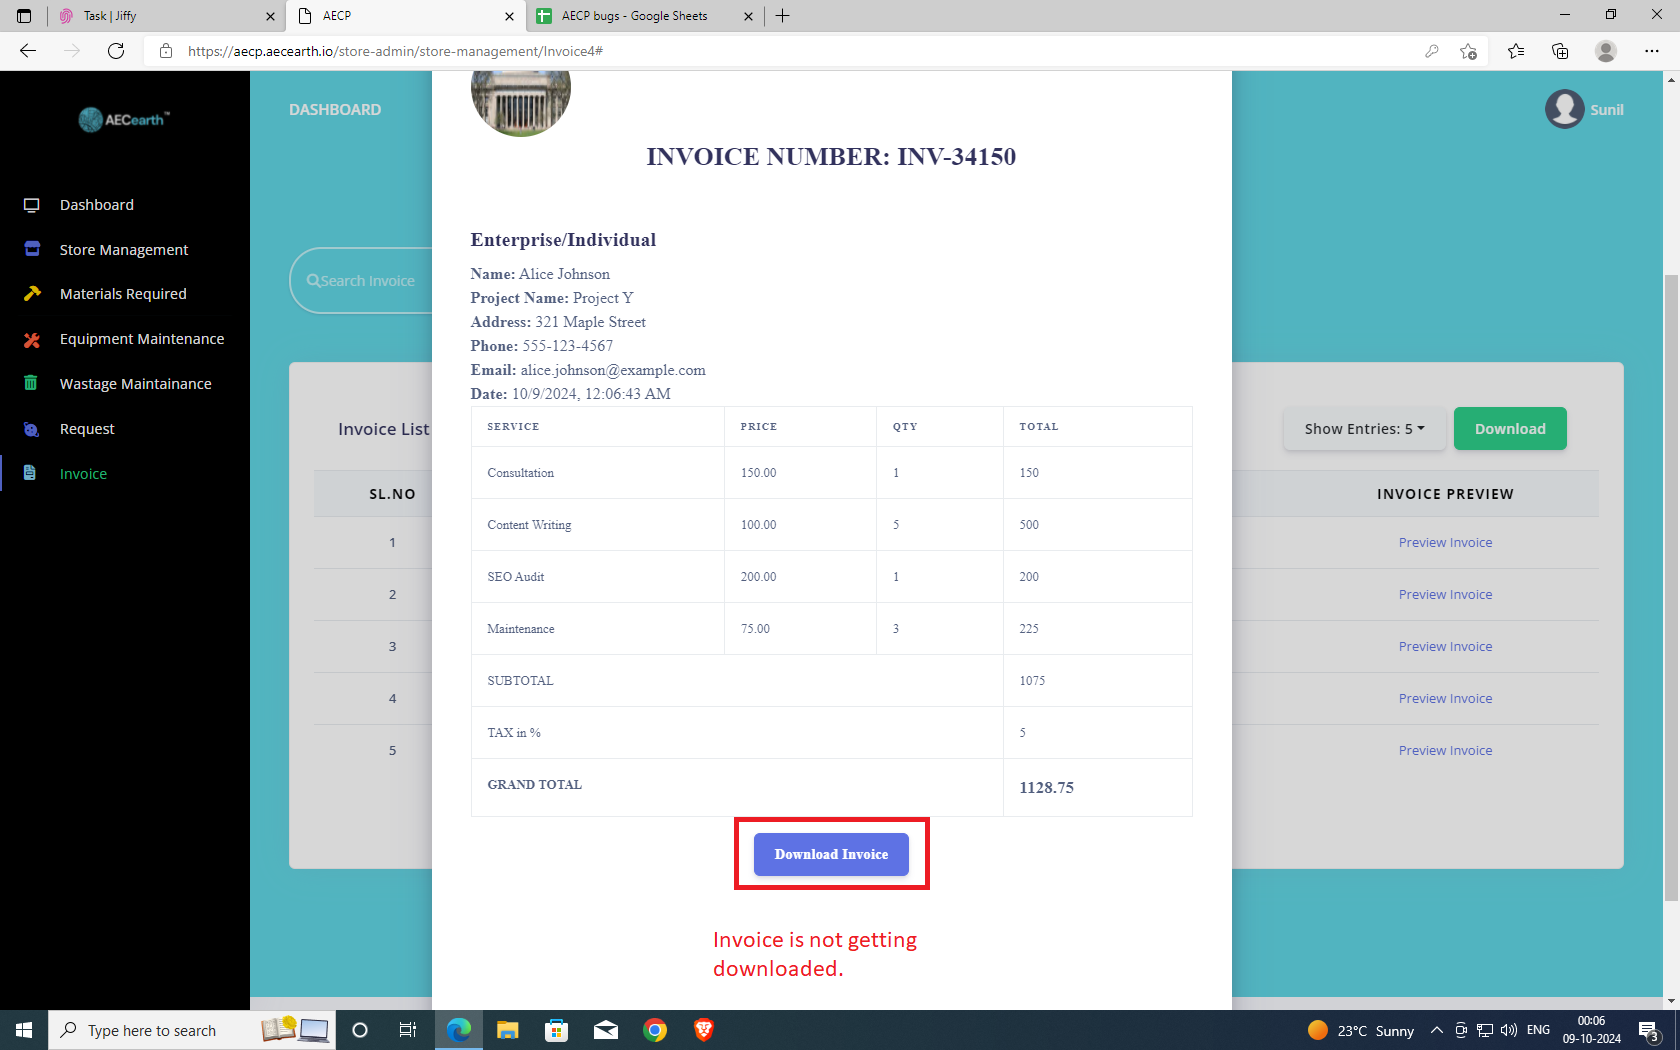 Task | Jiffy
AECP
AECP bugs - Google Sheets
https://aecp.aecearth.io/store-admin/store-management/Invoice4#
AECearth™
Dashboard
Store Management
Materials Required
Equipment Maintenance
Wastage Maintainance
Request
Invoice
DASHBOARD
Sunil
Search Invoice
Invoice List
Show Entries: 5
Download
SL.NO
INVOICE PREVIEW
1
Preview Invoice
2
Preview Invoice
3
Preview Invoice
4
Preview Invoice
5
Preview Invoice
INVOICE NUMBER: INV-34150
Enterprise/Individual
Name: Alice Johnson
Project Name: Project Y
Address: 321 Maple Street
Phone: 555-123-4567
Email: alice.johnson@example.com
Date: 10/9/2024, 12:06:43 AM
SERVICE PRICE QTY TOTAL
Consultation 150.00 1 150
Content Writing 100.00 5 500
SEO Audit 200.00 1 200
Maintenance 75.00 3 225
SUBTOTAL 1075
TAX in % 5
GRAND TOTAL 1128.75
Download Invoice
Invoice is not getting
downloaded.
Type here to search
23°C Sunny
ENG
00:06
09-10-2024
3